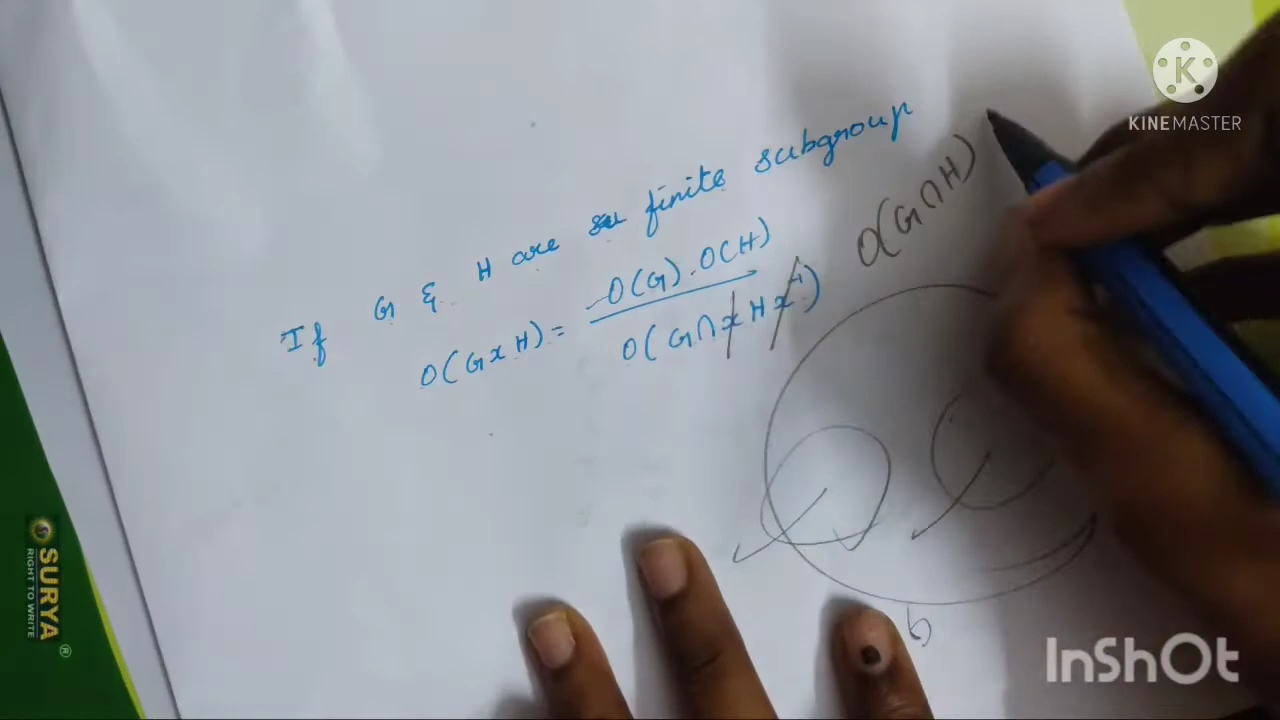 If G & H are finite subgroup
O(GxH) = O(G).O(H)
O(G∩xHx⁻¹)
O(G∩H)
G
SURYA
RIGHT TO WRITE
K
KINEMASTER
InShOt